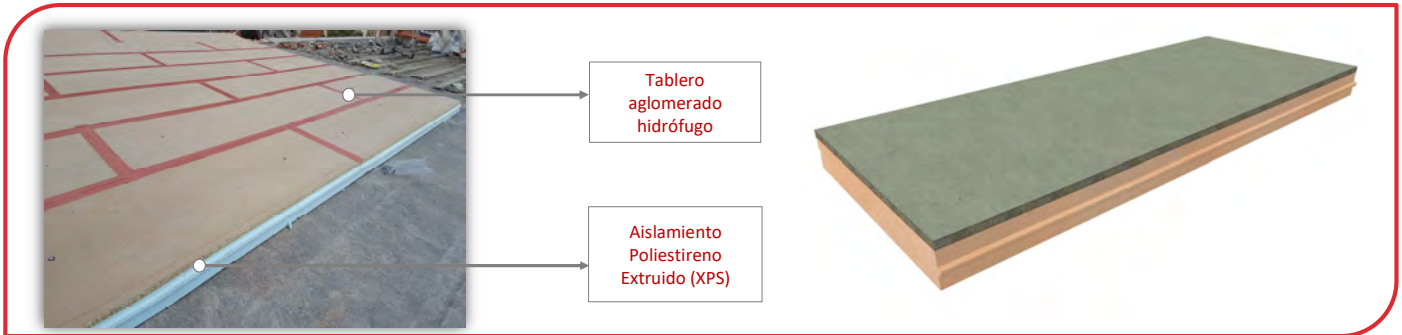 Tablero
aglomerado
hidrófugo
Aislamiento
Poliestireno
Extruido (XPS)